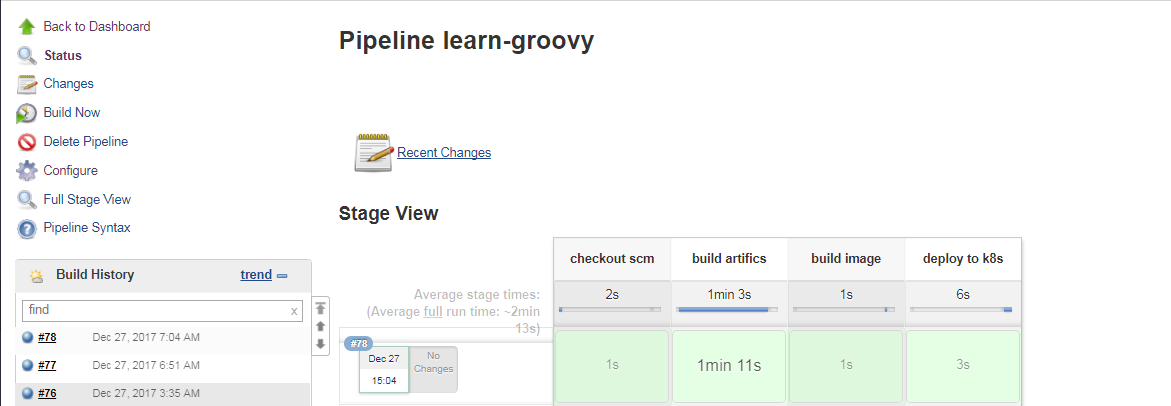 Back to Dashboard
Status
Changes
Build Now
Delete Pipeline
Configure
Full Stage View
Pipeline Syntax
Build History trend
find x
#78 Dec 27, 2017 7:04 AM
#77 Dec 27, 2017 6:51 AM
#76 Dec 27, 2017 3:35 AM
Pipeline learn-groovy
Recent Changes
Stage View
checkout scm build artifics build image deploy to k8s
Average stage times:
(Average full run time: ~2min
13s)
2s 1min 3s 1s 6s
#78
Dec 27
15:04
No
Changes
1s 1min 11s 1s 3s